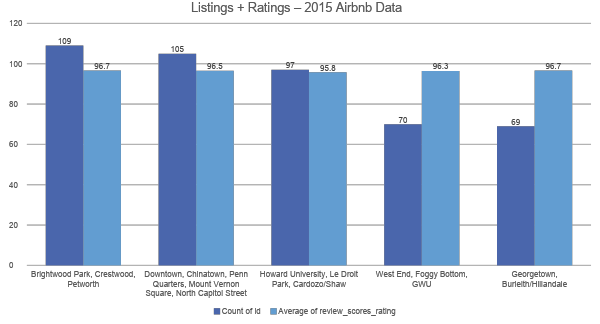 Listings + Ratings – 2015 Airbnb Data
120
100
80
60
40
20
0
109
96.7
105
96.5
97
95.8
70
96.3
69
96.7
Brightwood Park, Crestwood,
Petworth
Downtown, Chinatown, Penn
Quarters, Mount Vernon
Square, North Capitol Street
Howard University, Le Droit
Park, Cardozo/Shaw
West End, Foggy Bottom,
GWU
Georgetown,
Burleith/Hillandale
Count of id
Average of review_scores_rating